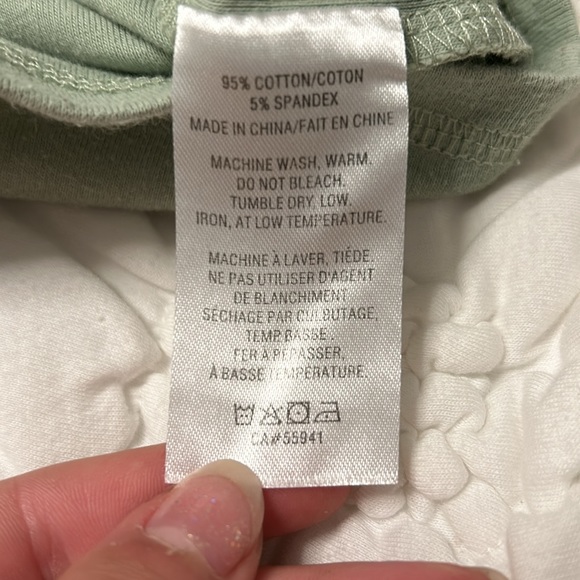 95% COTTON/COTON
5% SPANDEX
MADE IN CHINA/FAIT EN CHINE
MACHINE WASH, WARM.
DO NOT BLEACH.
TUMBLE DRY, LOW.
IRON, AT LOW TEMPERATURE.
MACHINE À LAVER, TIÉDE.
NE PAS UTILISER D'AGENT
DE BLANCHIMENT.
SÉCHAGE PAR CULBUTAGE,
TEMP.BASSE .
FER À REPASSER,
À BASSE TEMPÉRATURE.
CA#55941